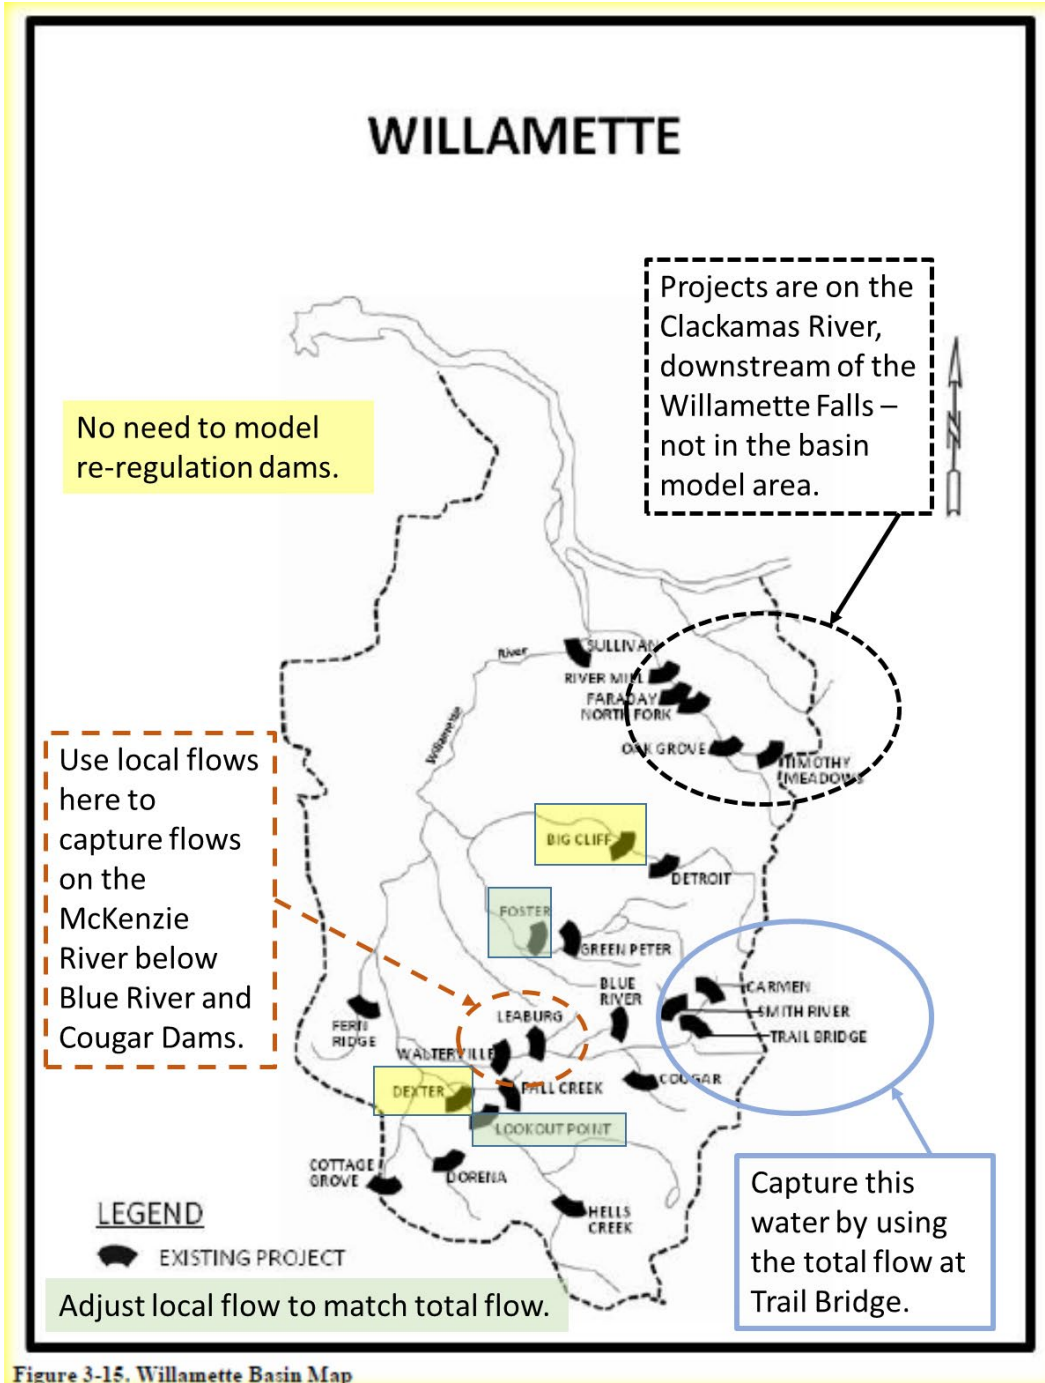 WILLAMETTE
Projects are on the
Clackamas River,
downstream of the
Willamette Falls –
not in the basin
model area.
No need to model
re-regulation dams.
N
SULLIVAN
River
RIVER MILL
FARADAY
NORTH FORK
Willamette
OAK GROVE
TIMOTHY
MEADOWS
Use local flows
here to
capture flows
on the
McKenzie
River below
Blue River and
Cougar Dams.
BIG CLIFF
DETROIT
FOSTER
GREEN PETER
BLUE
RIVER
CARMEN
SMITH RIVER
TRAIL BRIDGE
LEABURG
FERN
RIDGE
WALTERVILLE
COUGAR
DEXTER
FALL CREEK
LOOKOUT POINT
COTTAGE
GROVE
DORENA
HELLS
CREEK
Capture this
water by using
the total flow at
Trail Bridge.
LEGEND
EXISTING PROJECT
Adjust local flow to match total flow.
Figure 3-15. Willamette Basin Map